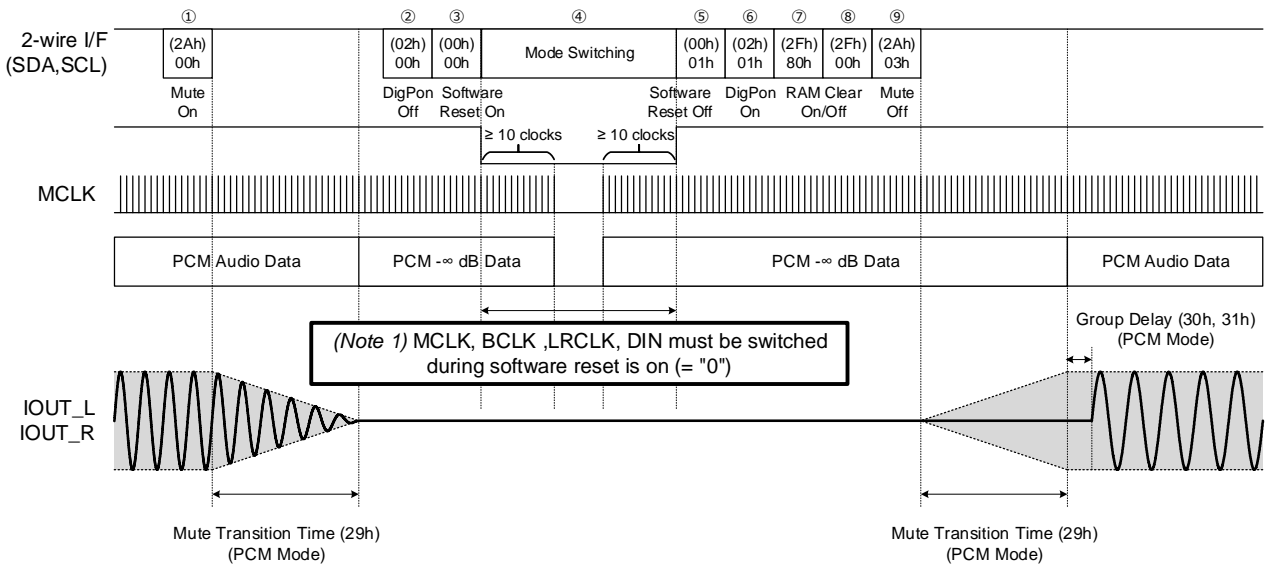 ① ② ③ ④ ⑤ ⑥ ⑦ ⑧ ⑨
2-wire I/F
(SDA,SCL)
(2Ah)
00h
(02h)
00h
(00h)
00h
Mode Switching
(00h)
01h
(02h)
01h
(2Fh)
80h
(2Fh)
00h
(2Ah)
03h
Mute
On
DigPon
Off
Software
Reset On
Software
Reset Off
DigPon
On
RAM Clear
On/Off
Mute
Off
≥ 10 clocks
≥ 10 clocks
MCLK
PCM Audio Data
PCM -∞ dB Data
PCM -∞ dB Data
PCM Audio Data
(Note 1) MCLK, BCLK ,LRCLK, DIN must be switched
during software reset is on (= "0")
Group Delay (30h, 31h)
(PCM Mode)
IOUT_L
IOUT_R
Mute Transition Time (29h)
(PCM Mode)
Mute Transition Time (29h)
(PCM Mode)